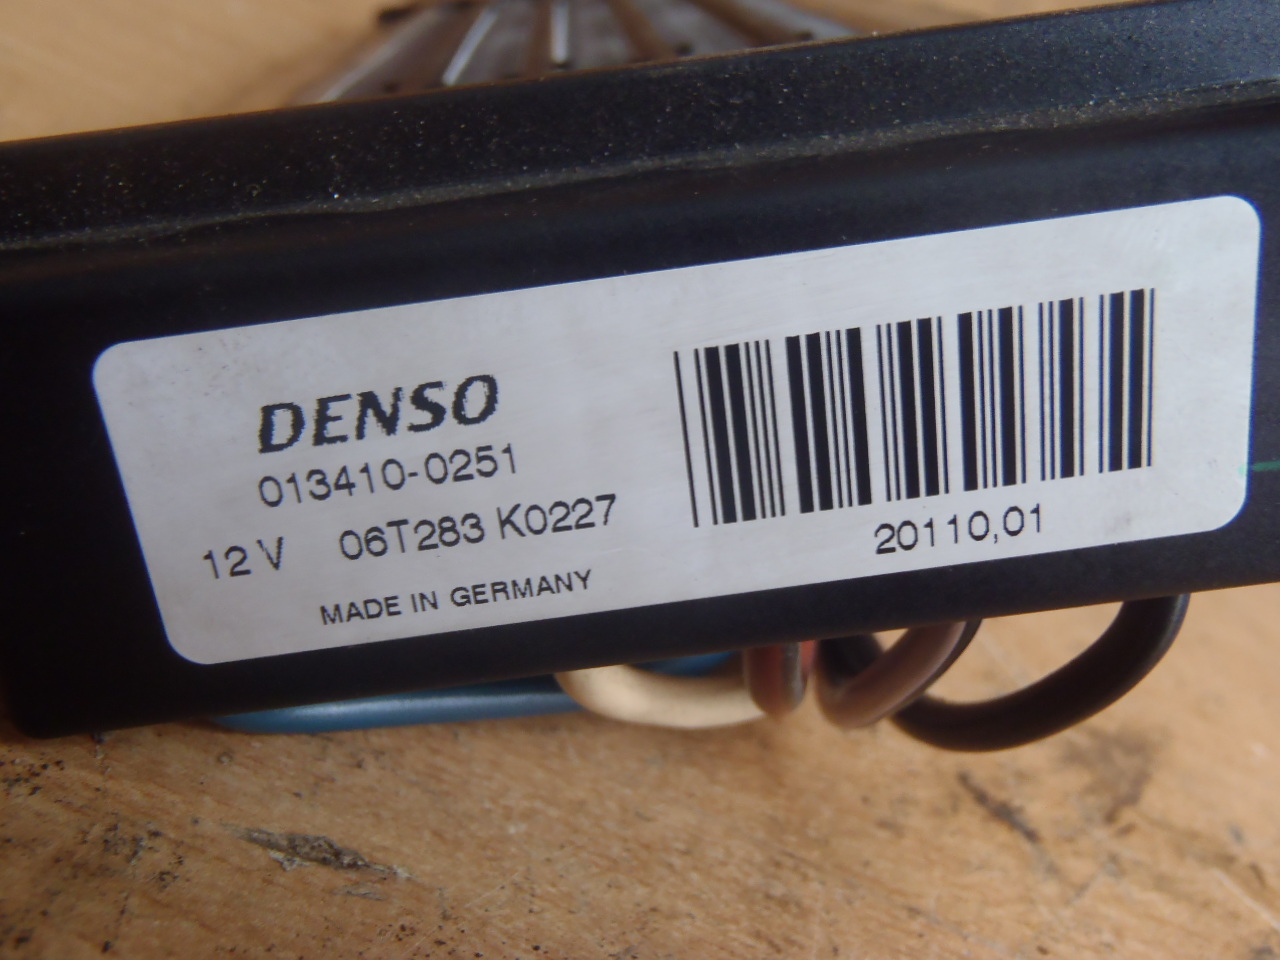 DENSO
013410-0251
12 V 06T283 K0227
MADE IN GERMANY
20110,01